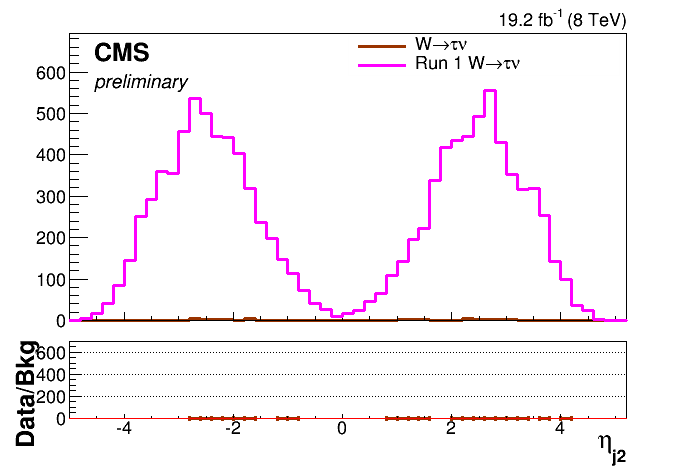 19.2 fb⁻¹ (8 TeV)
CMS
preliminary
W→τν
Run 1 W→τν
600
500
400
300
200
100
0
Data/Bkg
600
400
200
0
-4 -2 0 2 4
η_j2